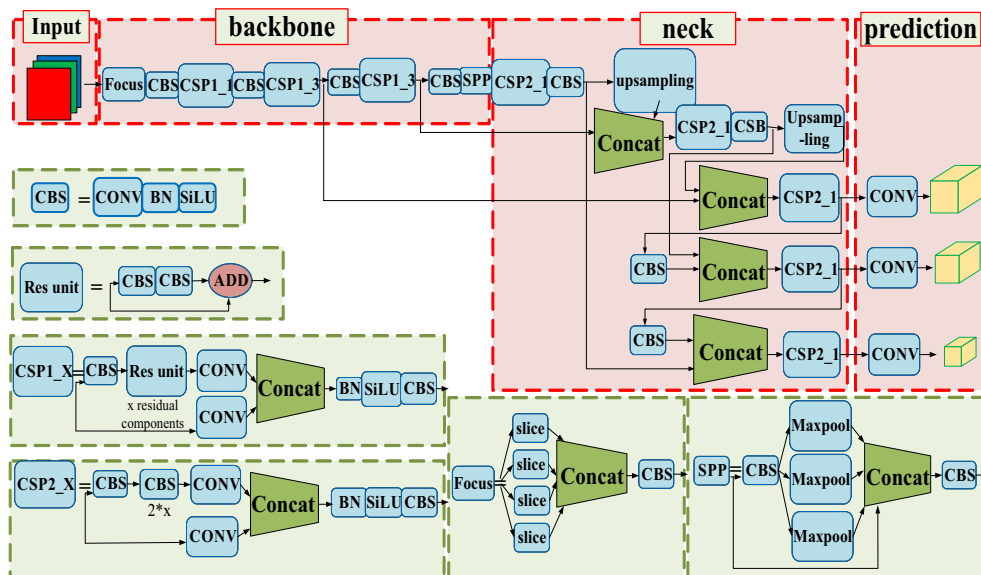 Input
backbone
neck
prediction
Focus CBS CSP1_1 CBS CSP1_3 CBS CSP1_3 CBS SPP CSP2_1 CBS upsampling
Concat CSP2_1 CSB Upsamp
-ling
Concat CSP2_1 CONV
CBS Concat CSP2_1 CONV
CBS Concat CSP2_1 CONV
CBS = CONV BN SiLU
Res unit = CBS CBS ADD
CSP1_X = CBS Res unit CONV Concat BN SiLU CBS
x residual
components
CONV
CSP2_X = CBS CBS CONV Concat BN SiLU CBS
2*x
CONV
Focus = slice slice slice slice Concat CBS
SPP = CBS Maxpool Maxpool Maxpool Concat CBS